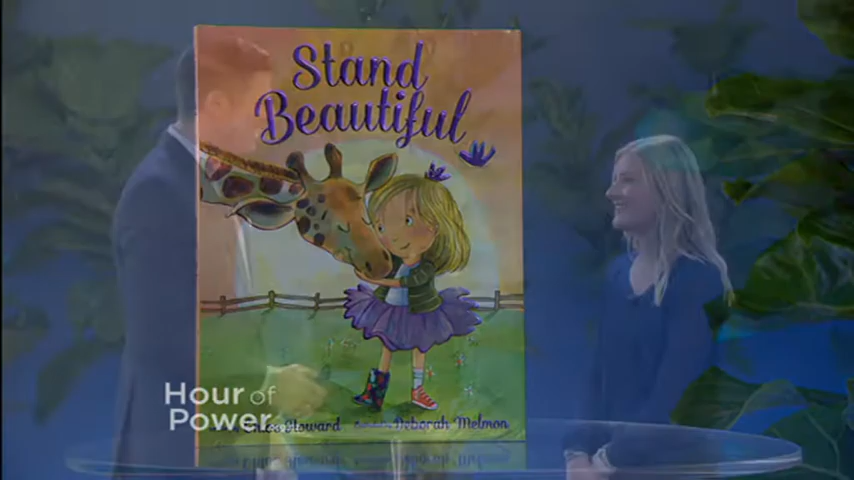 Stand
Beautiful
Hour of
Power
Howard Deborah Melmon